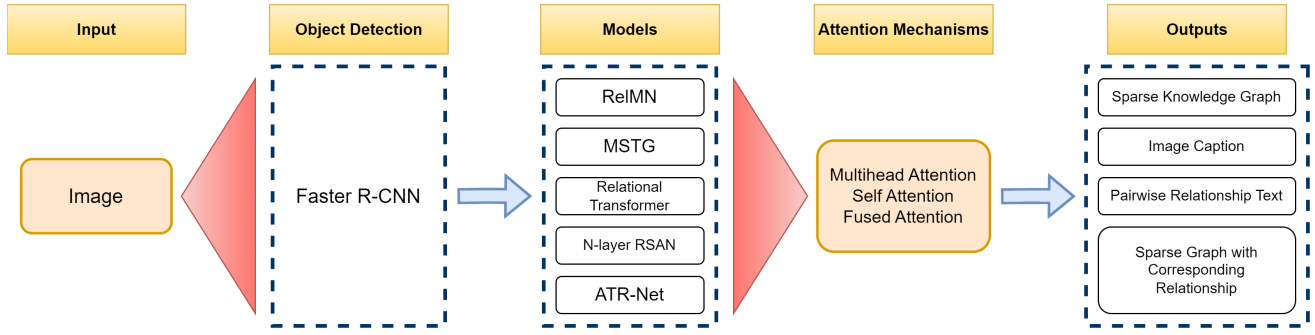 Input
Object Detection
Models
Attention Mechanisms
Outputs
Image
Faster R-CNN
RelMN
MSTG
Relational
Transformer
N-layer RSAN
ATR-Net
Multihead Attention
Self Attention
Fused Attention
Sparse Knowledge Graph
Image Caption
Pairwise Relationship Text
Sparse Graph with
Corresponding
Relationship